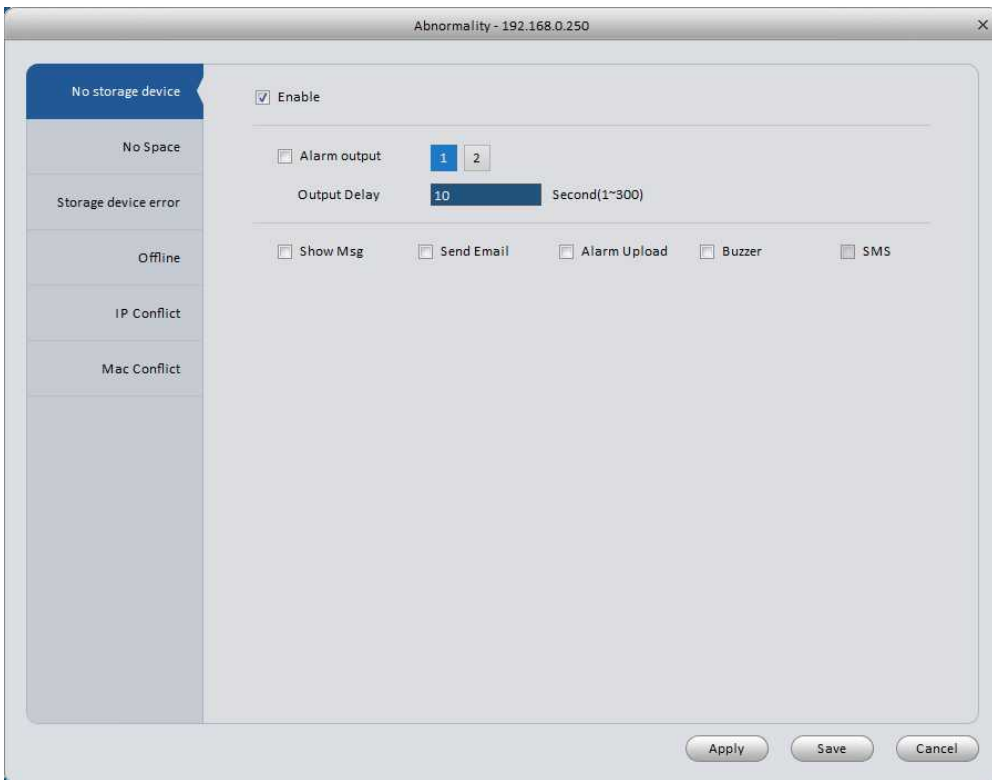 Abnormality - 192.168.0.250
No storage device
No Space
Storage device error
Offline
IP Conflict
Mac Conflict
Enable
Alarm output 1 2
Output Delay 10 Second(1~300)
Show Msg Send Email Alarm Upload Buzzer SMS
Apply Save Cancel